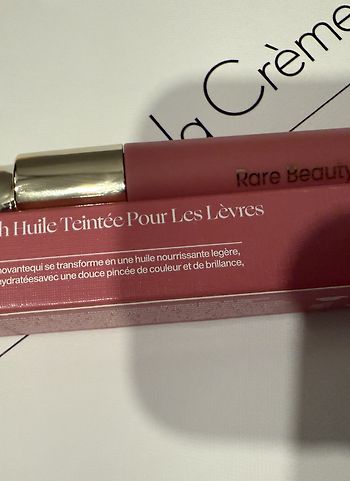 la Crème
Rare Beauty
h Huile Teintée Pour Les Lèvres
novantequi se transforme en une huile nourrissante legère,
ydratéesavec une douce pincée de couleur et de brillance,